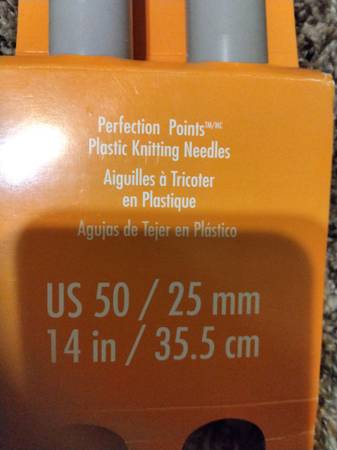 Perfection Points™/MC
Plastic Knitting Needles
Aiguilles à Tricoter
en Plastique
Agujas de Tejer en Plástico
US 50 / 25 mm
14 in / 35.5 cm